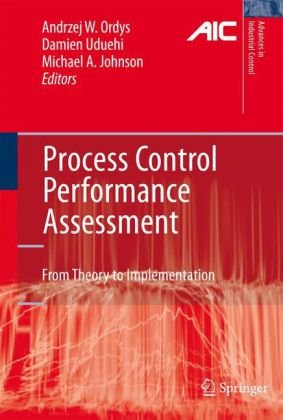 Andrzej W. Ordys
Damien Uduehi
Michael A. Johnson
Editors
AIC
Advances in
Industrial Control
Process Control
Performance
Assessment
From Theory to Implementation
Springer